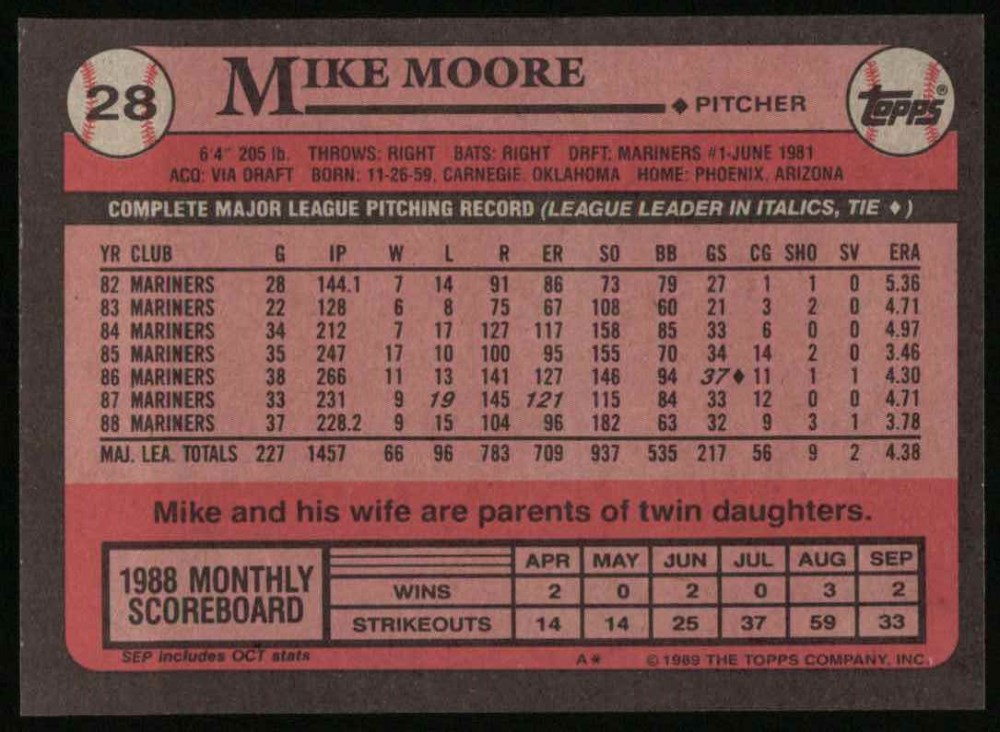 28
MIKE MOORE
◆ PITCHER
TOPPS®
6'4" 205 lb. THROWS: RIGHT BATS: RIGHT DRFT: MARINERS #1-JUNE 1981
ACQ: VIA DRAFT BORN: 11-26-59, CARNEGIE, OKLAHOMA HOME: PHOENIX, ARIZONA
COMPLETE MAJOR LEAGUE PITCHING RECORD (LEAGUE LEADER IN ITALICS, TIE ♦)
YR CLUB G IP W L R ER SO BB GS CG SHO SV ERA
82 MARINERS 28 144.1 7 14 91 86 73 79 27 1 1 0 5.36
83 MARINERS 22 128 6 8 75 67 108 60 21 3 2 0 4.71
84 MARINERS 34 212 7 17 127 117 158 85 33 6 0 0 4.97
85 MARINERS 35 247 17 10 100 95 155 70 34 14 2 0 3.46
86 MARINERS 38 266 11 13 141 127 146 94 37♦ 11 1 1 4.30
87 MARINERS 33 231 9 19 145 121 115 84 33 12 0 0 4.71
88 MARINERS 37 228.2 9 15 104 96 182 63 32 9 3 1 3.78
MAJ. LEA. TOTALS 227 1457 66 96 783 709 937 535 217 56 9 2 4.38
Mike and his wife are parents of twin daughters.
1988 MONTHLY SCOREBOARD
APR MAY JUN JUL AUG SEP
WINS 2 0 2 0 3 2
STRIKEOUTS 14 14 25 37 59 33
SEP includes OCT stats
A* © 1989 THE TOPPS COMPANY, INC.